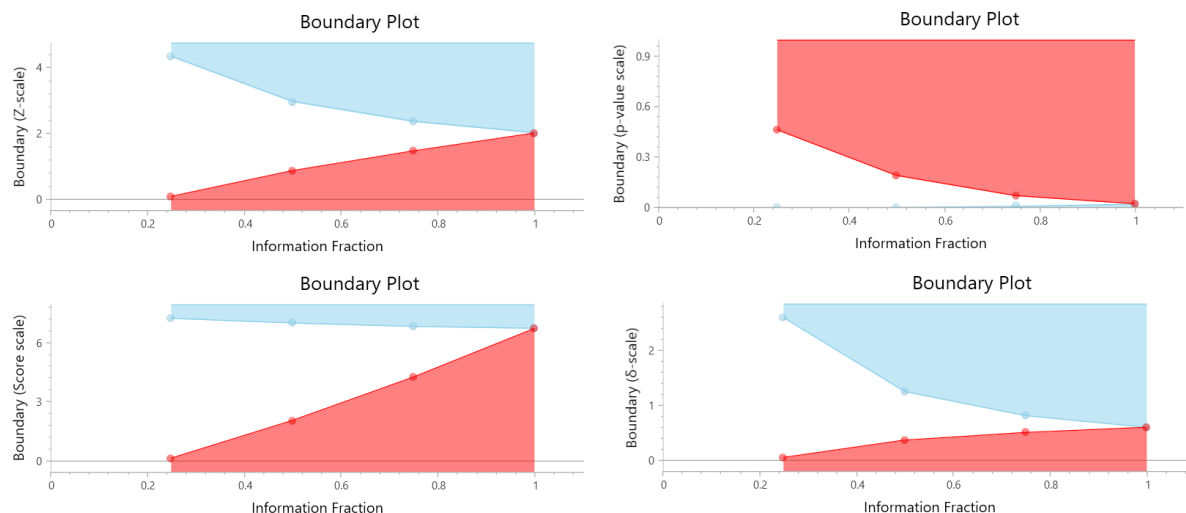 Boundary Plot
Boundary (Z-scale)
4
2
0
0 0.2 0.4 0.6 0.8 1
Information Fraction
Boundary Plot
Boundary (p-value scale)
0.9
0.6
0.3
0
0 0.2 0.4 0.6 0.8 1
Information Fraction
Boundary Plot
Boundary (Score scale)
6
3
0
0 0.2 0.4 0.6 0.8 1
Information Fraction
Boundary Plot
Boundary (δ-scale)
2
1
0
0 0.2 0.4 0.6 0.8 1
Information Fraction